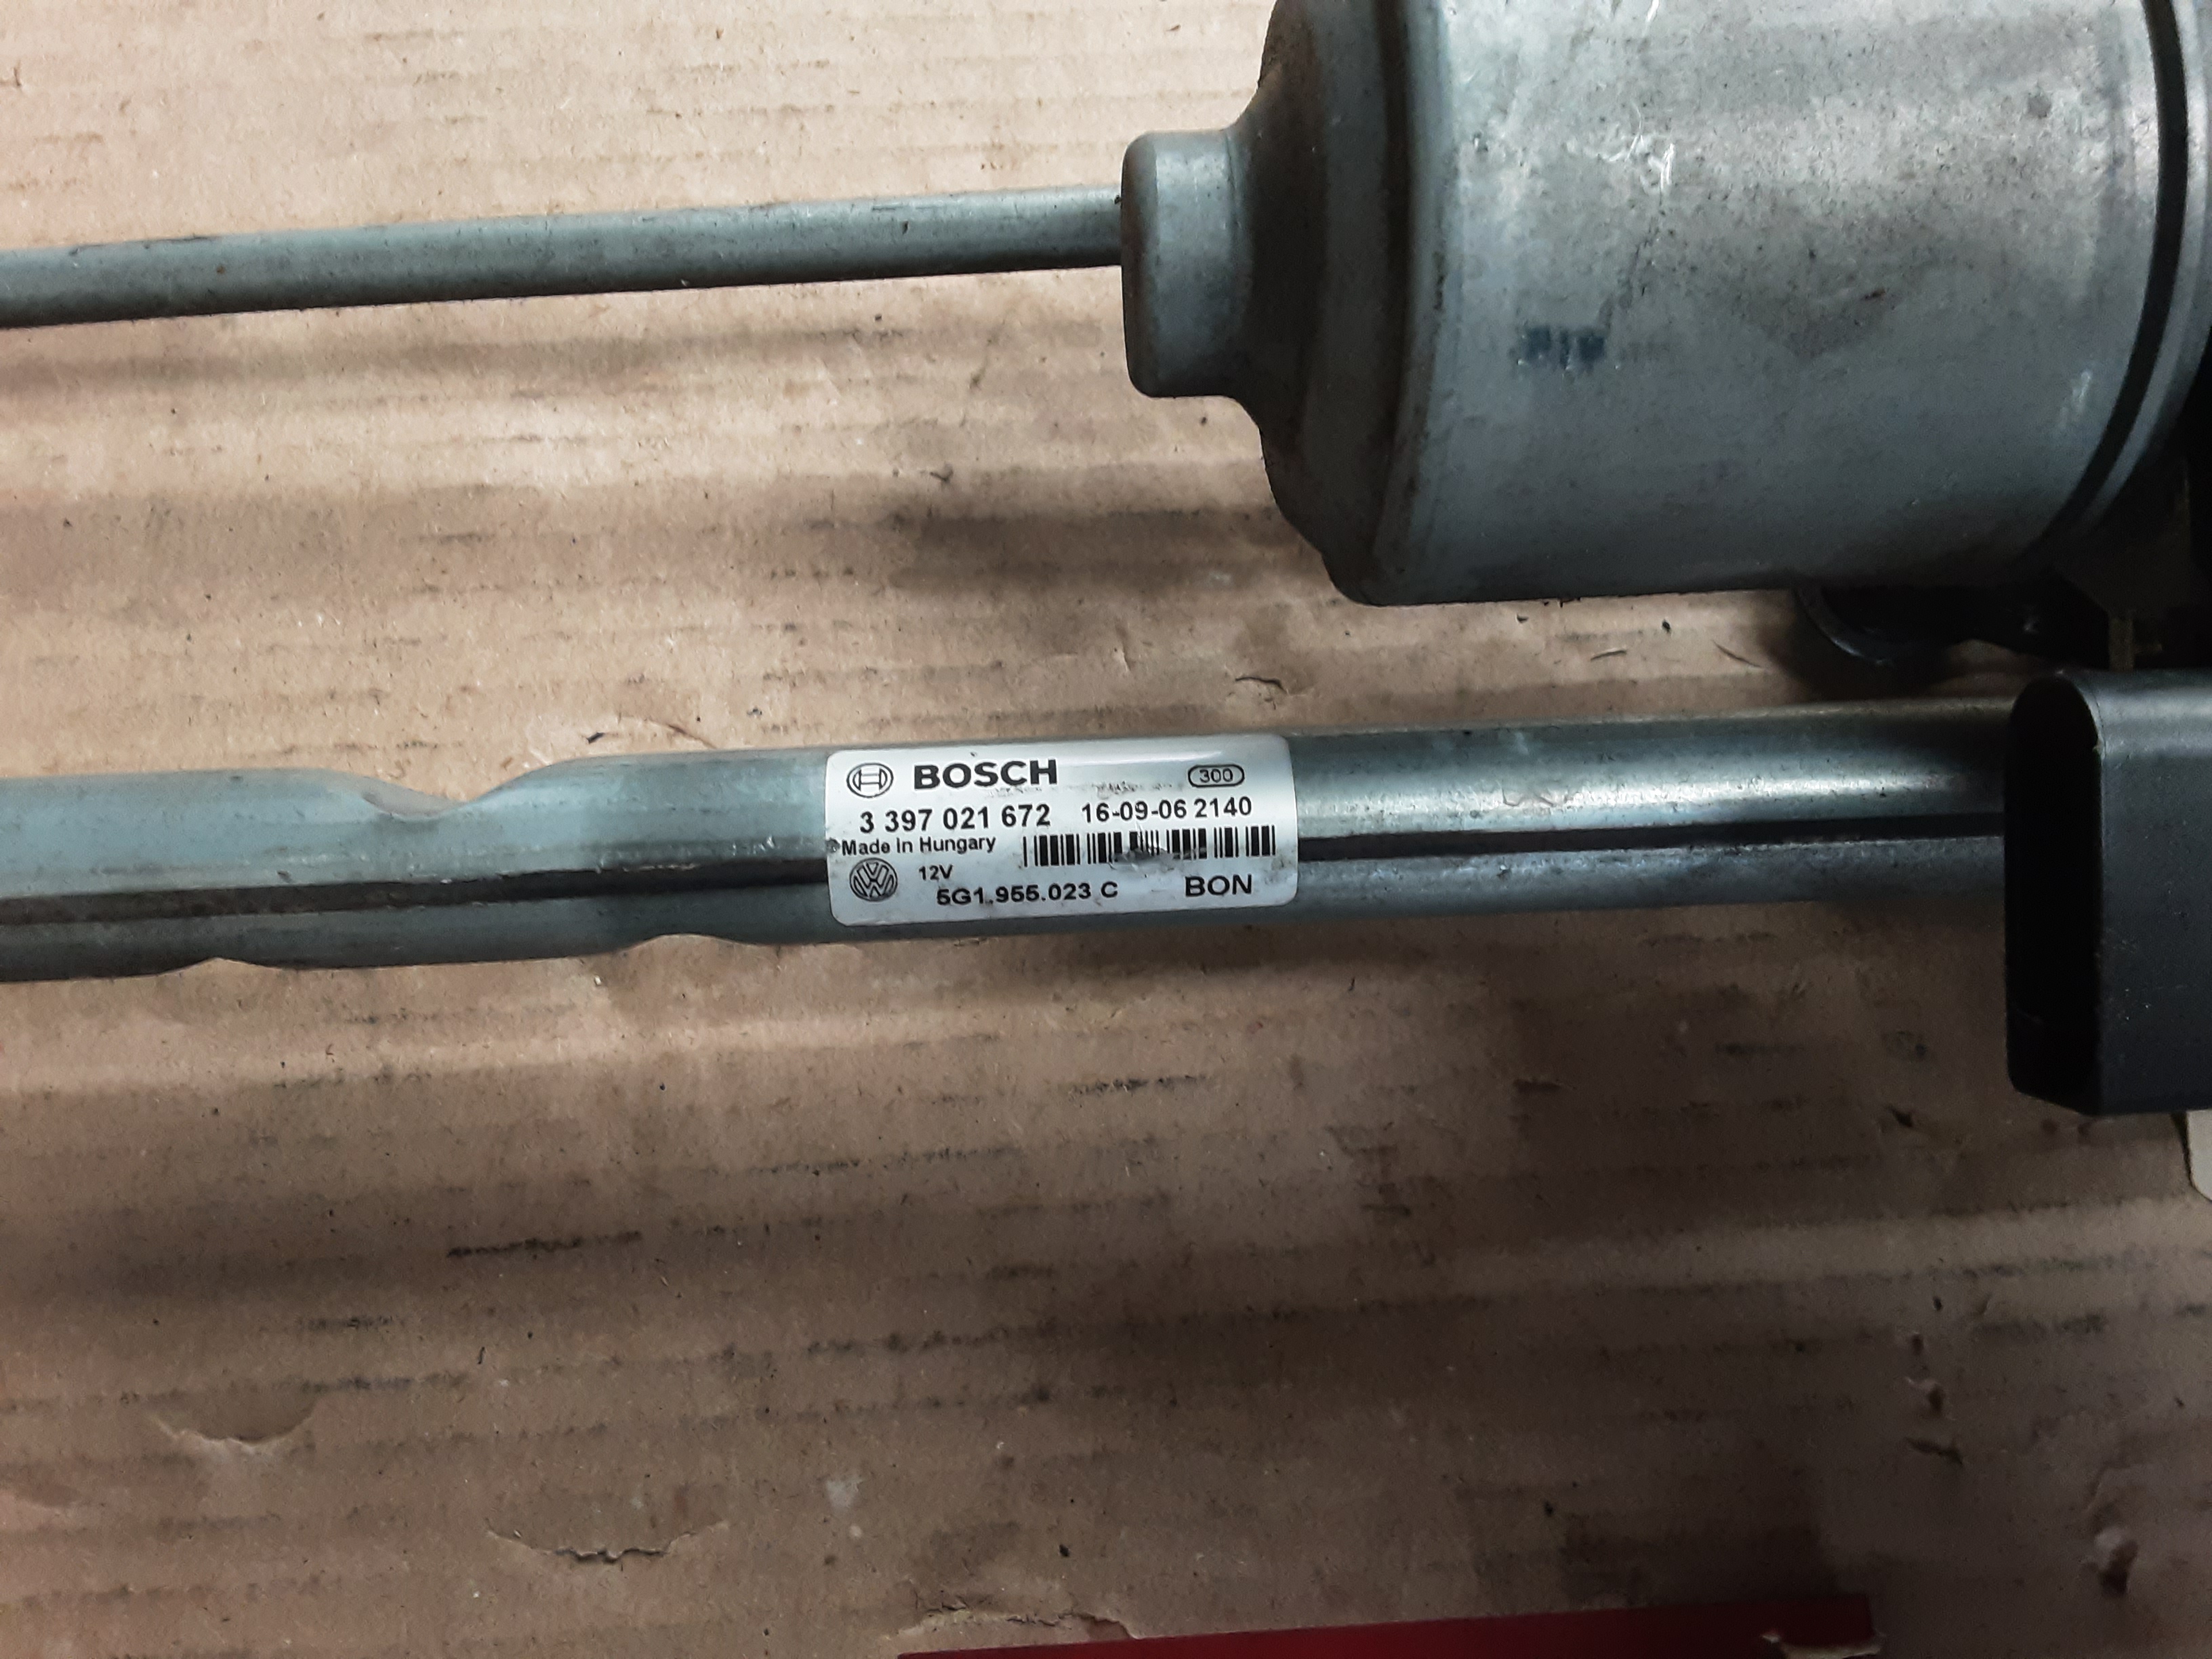 BOSCH 300
3 397 021 672 16-09-06 2140
Made in Hungary
12V
5G1.955.023 C BON